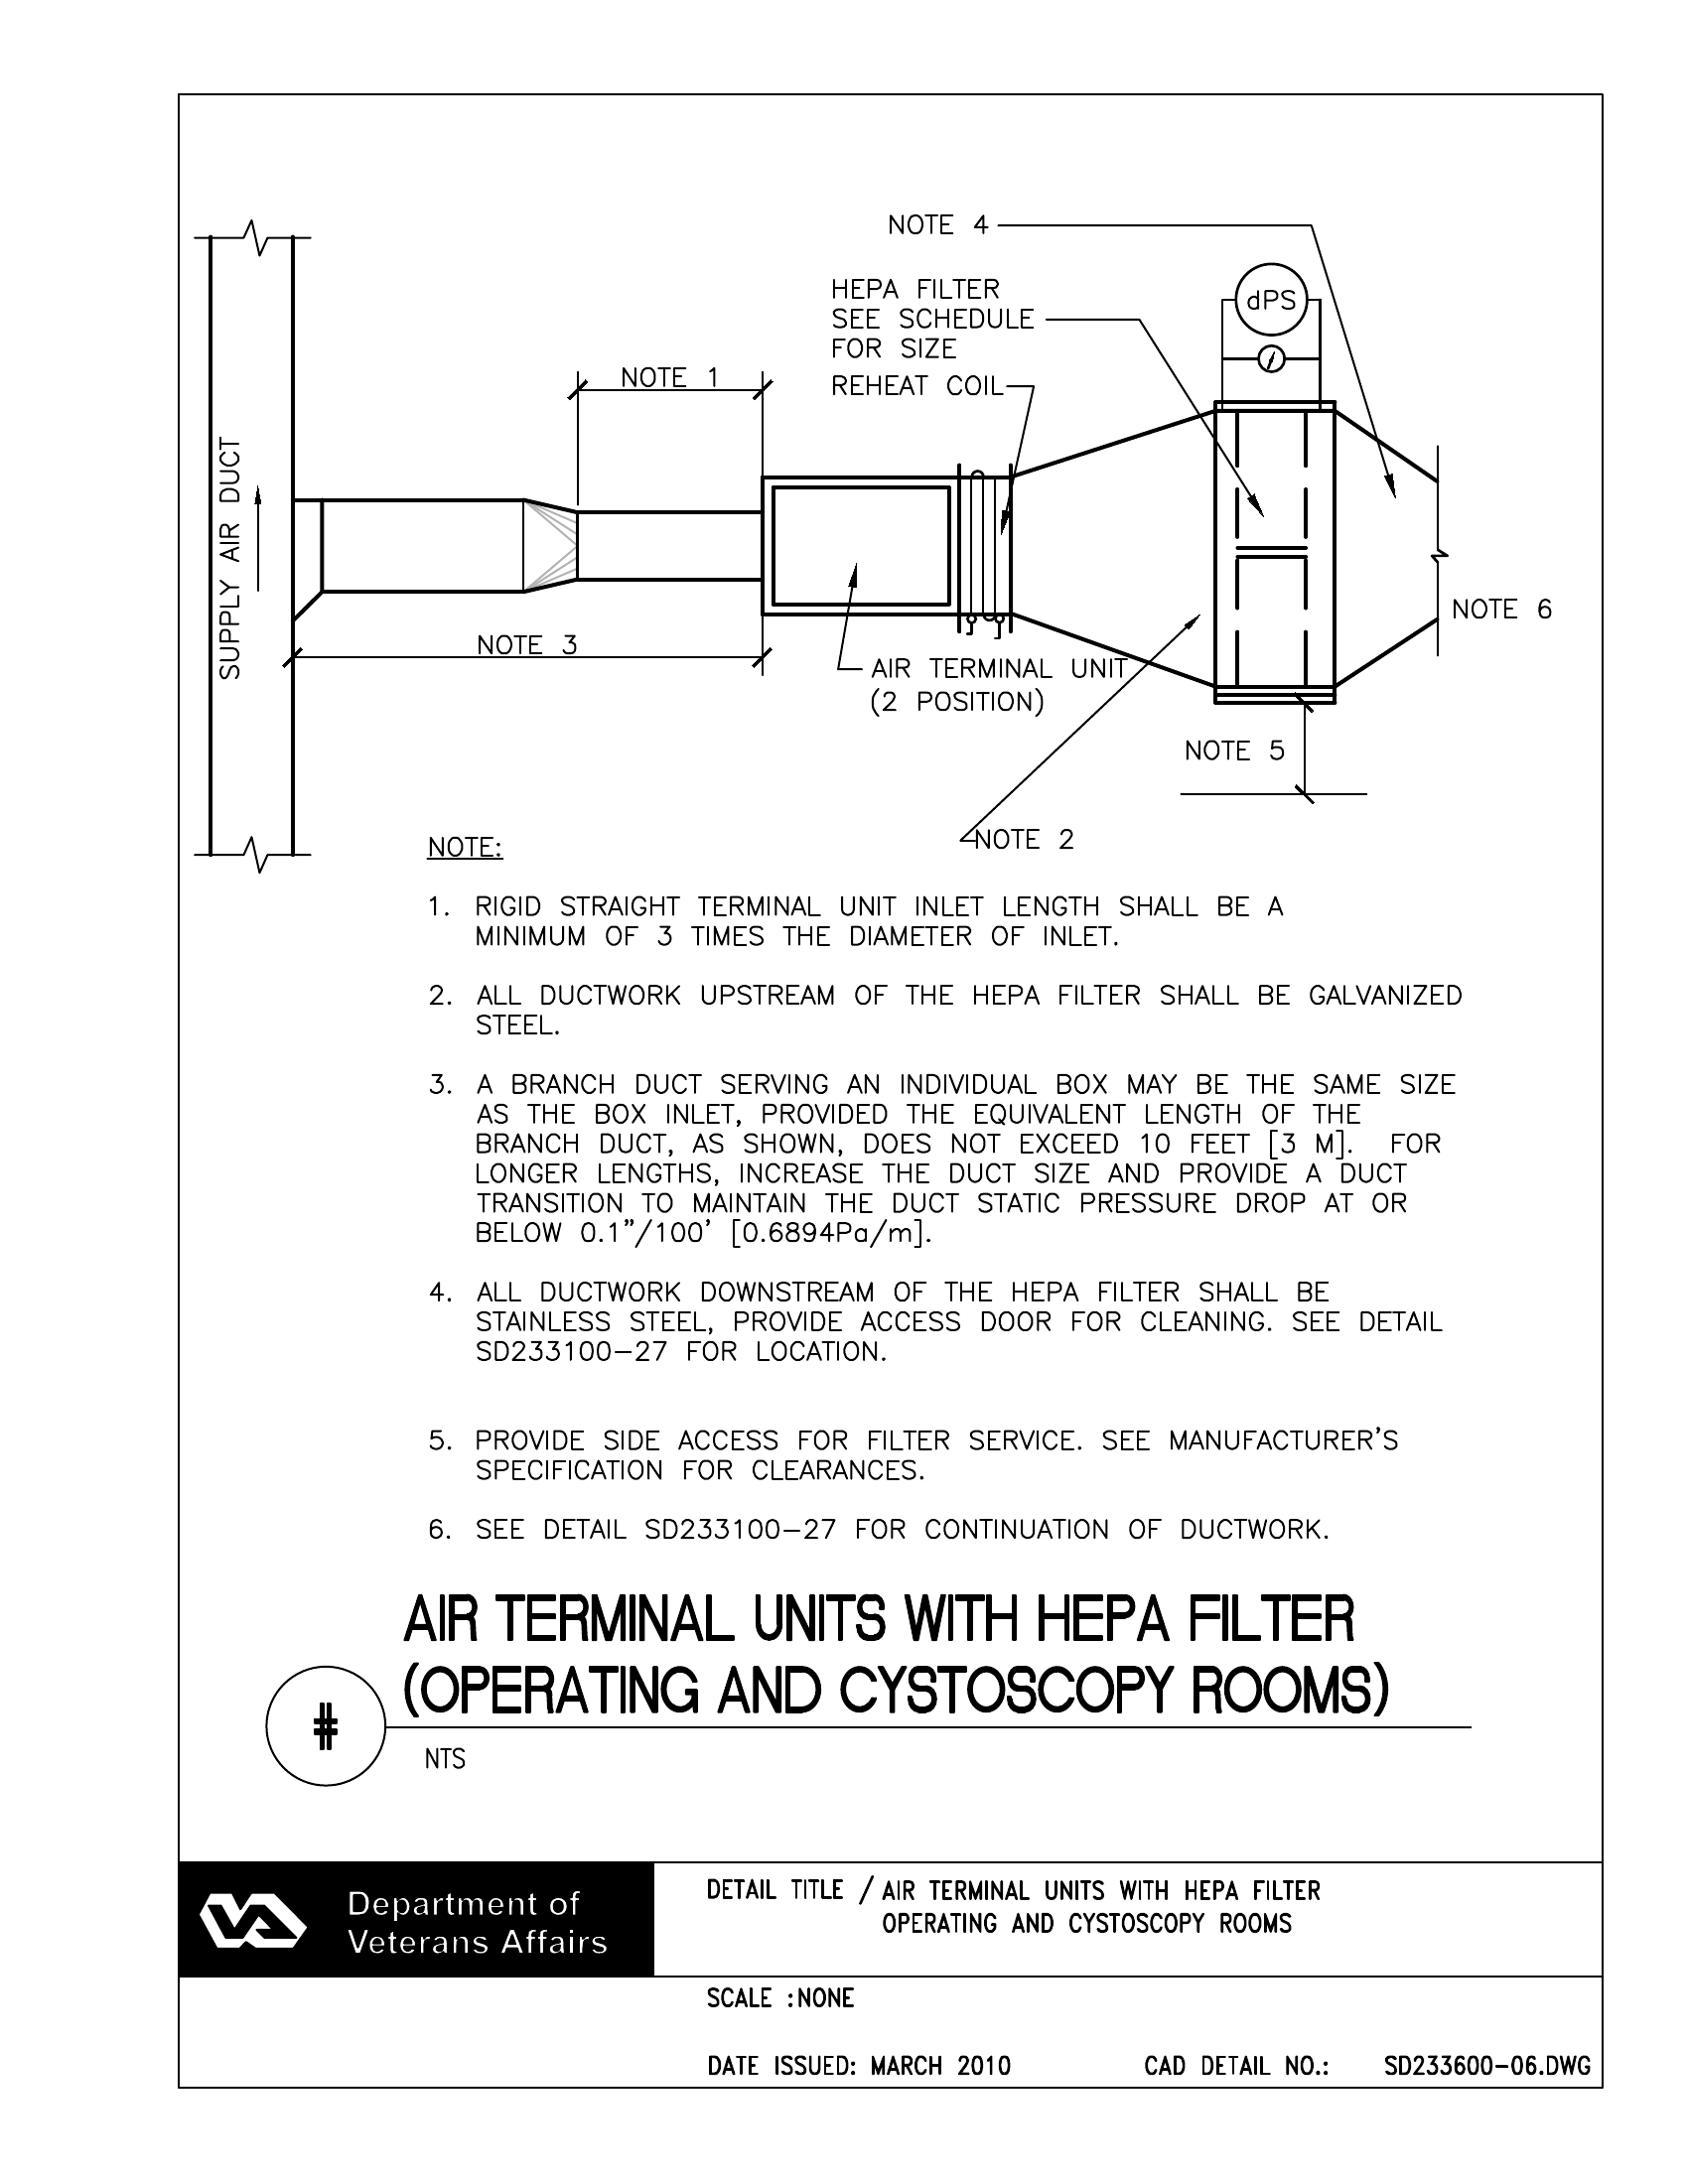 NOTE 4
dPS
HEPA FILTER
SEE SCHEDULE
FOR SIZE
NOTE 1
REHEAT COIL
SUPPLY AIR DUCT
NOTE 6
NOTE 3
AIR TERMINAL UNIT
(2 POSITION)
NOTE 5
NOTE 2
NOTE:
1. RIGID STRAIGHT TERMINAL UNIT INLET LENGTH SHALL BE A
MINIMUM OF 3 TIMES THE DIAMETER OF INLET.
2. ALL DUCTWORK UPSTREAM OF THE HEPA FILTER SHALL BE GALVANIZED
STEEL.
3. A BRANCH DUCT SERVING AN INDIVIDUAL BOX MAY BE THE SAME SIZE
AS THE BOX INLET, PROVIDED THE EQUIVALENT LENGTH OF THE
BRANCH DUCT, AS SHOWN, DOES NOT EXCEED 10 FEET [3 M]. FOR
LONGER LENGTHS, INCREASE THE DUCT SIZE AND PROVIDE A DUCT
TRANSITION TO MAINTAIN THE DUCT STATIC PRESSURE DROP AT OR
BELOW 0.1”/100’ [0.6894Pa/m].
4. ALL DUCTWORK DOWNSTREAM OF THE HEPA FILTER SHALL BE
STAINLESS STEEL, PROVIDE ACCESS DOOR FOR CLEANING. SEE DETAIL
SD233100-27 FOR LOCATION.
5. PROVIDE SIDE ACCESS FOR FILTER SERVICE. SEE MANUFACTURER’S
SPECIFICATION FOR CLEARANCES.
6. SEE DETAIL SD233100-27 FOR CONTINUATION OF DUCTWORK.
AIR TERMINAL UNITS WITH HEPA FILTER
(OPERATING AND CYSTOSCOPY ROOMS)
#
NTS
VA
Department of
Veterans Affairs
DETAIL TITLE / AIR TERMINAL UNITS WITH HEPA FILTER
OPERATING AND CYSTOSCOPY ROOMS
SCALE :NONE
DATE ISSUED: MARCH 2010 CAD DETAIL NO.: SD233600-06.DWG